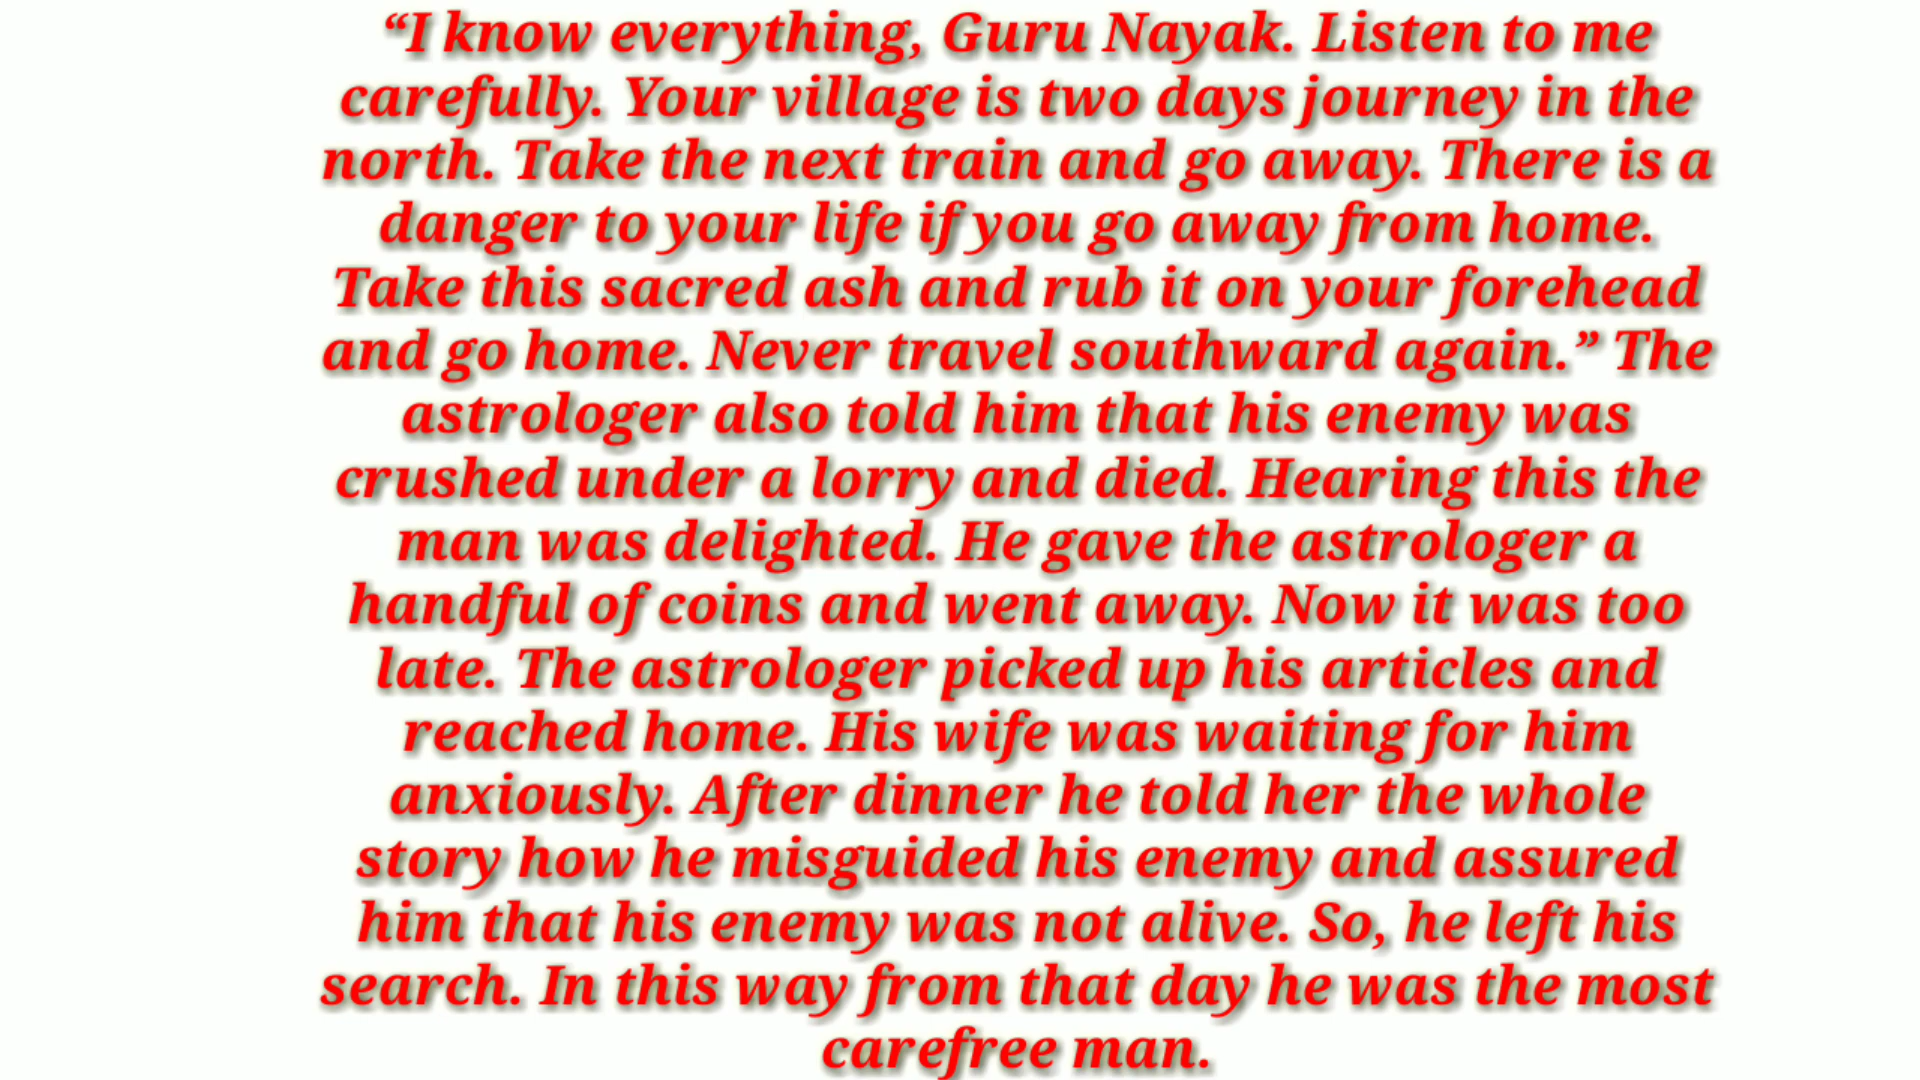 “I know everything, Guru Nayak. Listen to me
carefully. Your village is two days journey in the
north. Take the next train and go away. There is a
danger to your life if you go away from home.
Take this sacred ash and rub it on your forehead
and go home. Never travel southward again.” The
astrologer also told him that his enemy was
crushed under a lorry and died. Hearing this the
man was delighted. He gave the astrologer a
handful of coins and went away. Now it was too
late. The astrologer picked up his articles and
reached home. His wife was waiting for him
anxiously. After dinner he told her the whole
story how he misguided his enemy and assured
him that his enemy was not alive. So, he left his
search. In this way from that day he was the most
carefree man.